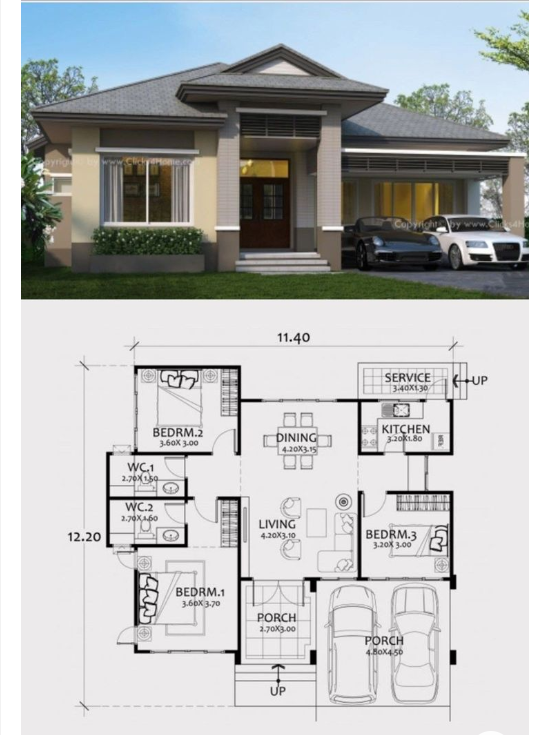 Copyright by www.Clicks4Home.com
Copyright by www.Clicks4Home
11.40
SERVICE
3.40X1.30
UP
BEDRM.2
3.60X 3.00
DINING
4.20X3.15
KITCHEN
3.20X1.80
WC.1
2.70X1.50
WC.2
2.70X1.60
12.20
LIVING
4.20X3.10
BEDRM.3
3.20X 3.00
BEDRM.1
3.60X 3.70
PORCH
2.70X3.00
PORCH
4.80X4.50
UP